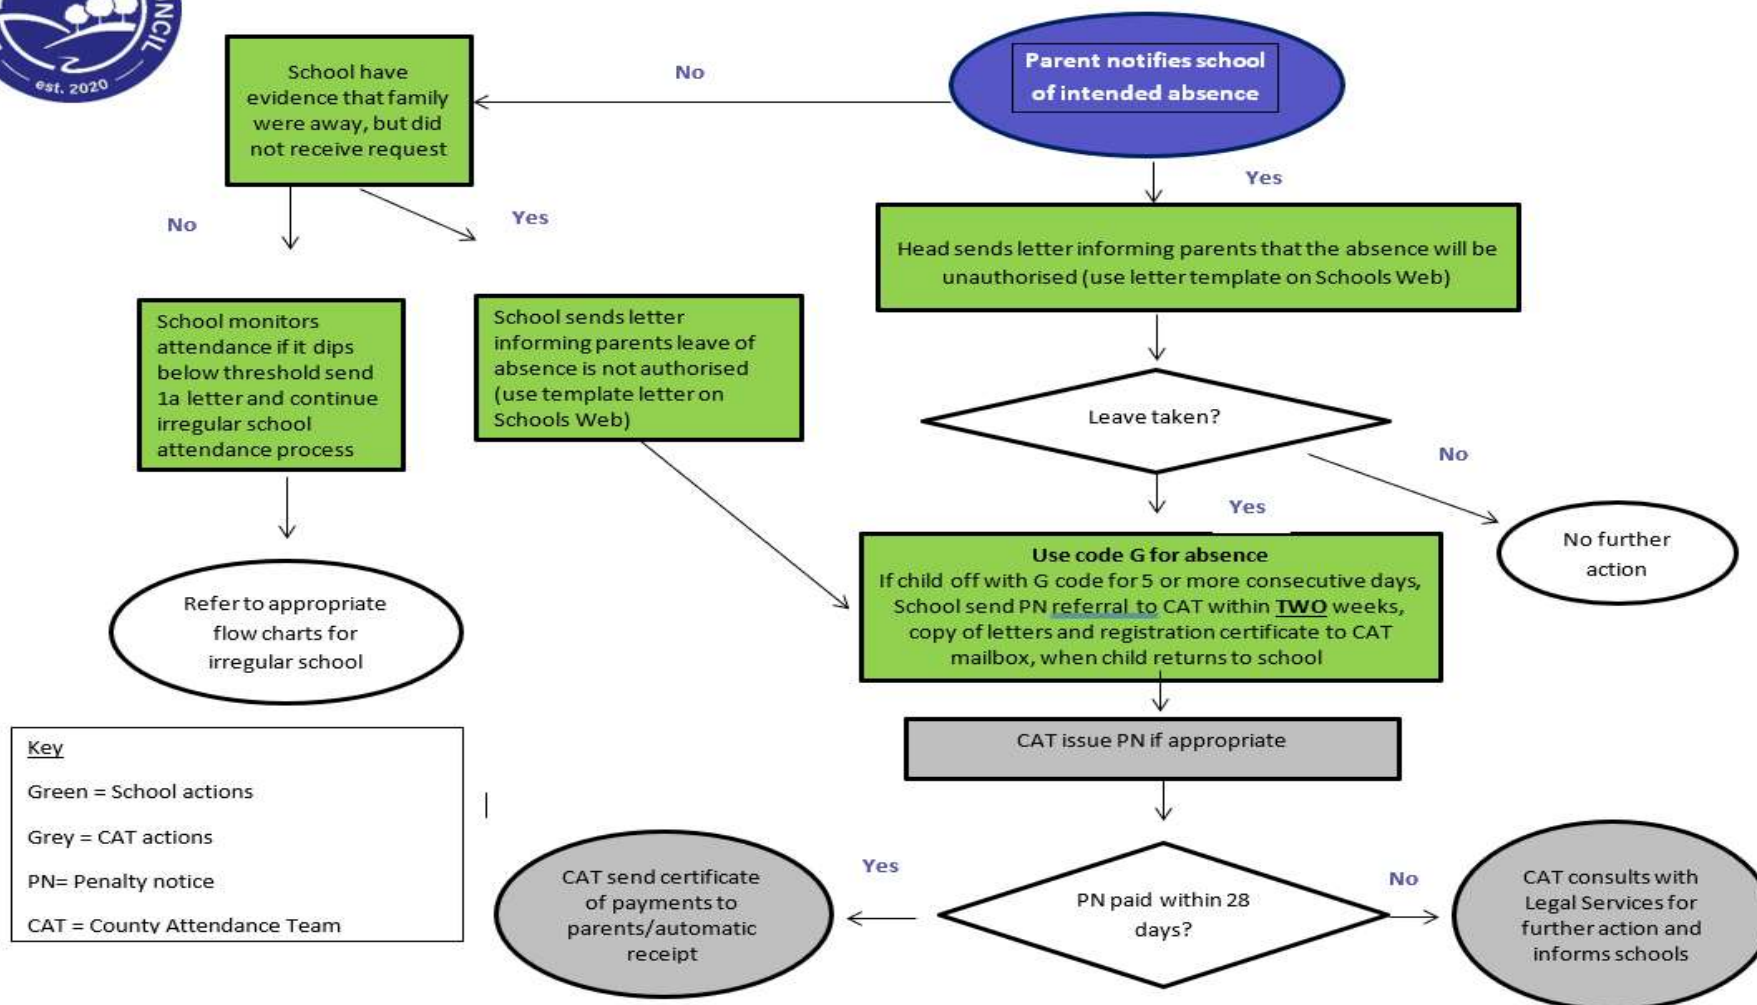 NCIL
est. 2020
Parent notifies school
of intended absence
No
School have
evidence that family
were away, but did
not receive request
Yes
Head sends letter informing parents that the absence will be
unauthorised (use letter template on Schools Web)
No
Yes
School monitors
attendance if it dips
below threshold send
1a letter and continue
irregular school
attendance process
School sends letter
informing parents leave of
absence is not authorised
(use template letter on
Schools Web)
Leave taken?
No
Yes
No further
action
Use code G for absence
If child off with G code for 5 or more consecutive days,
School send PN referral to CAT within TWO weeks,
copy of letters and registration certificate to CAT
mailbox, when child returns to school
Refer to appropriate
flow charts for
irregular school
CAT issue PN if appropriate
Key
Green = School actions
Grey = CAT actions
PN= Penalty notice
CAT = County Attendance Team
PN paid within 28
days?
Yes
CAT send certificate
of payments to
parents/automatic
receipt
No
CAT consults with
Legal Services for
further action and
informs schools